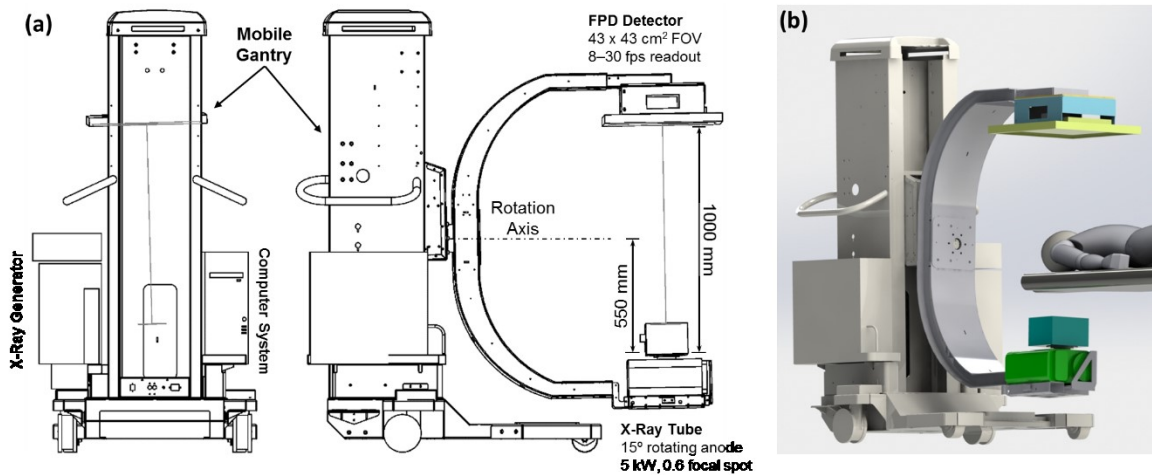 (a)
Mobile
Gantry
FPD Detector
43 x 43 cm² FOV
8–30 fps readout
(b)
Rotation
Axis
1000 mm
550 mm
X-Ray Generator
Computer System
X-Ray Tube
15º rotating anode
5 kW, 0.6 focal spot